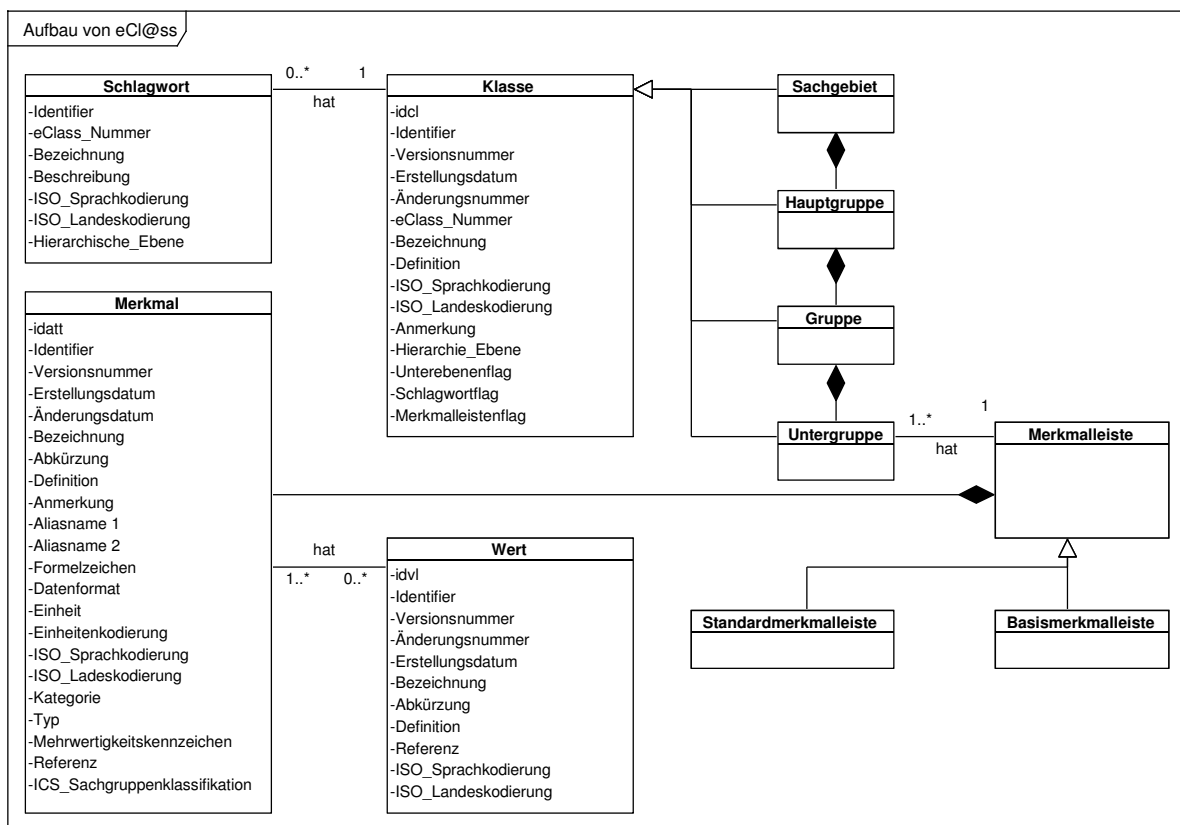 Aufbau von eCl@ss
Schlagwort
-Identifier
-eClass_Nummer
-Bezeichnung
-Beschreibung
-ISO_Sprachkodierung
-ISO_Landeskodierung
-Hierarchische_Ebene
0..*
1
hat
Klasse
-idcl
-Identifier
-Versionsnummer
-Erstellungsdatum
-Änderungsnummer
-eClass_Nummer
-Bezeichnung
-Definition
-ISO_Sprachkodierung
-ISO_Landeskodierung
-Anmerkung
-Hierarchie_Ebene
-Unterebenenflag
-Schlagwortflag
-Merkmalleistenflag
Sachgebiet
Hauptgruppe
Gruppe
Untergruppe
1..*
1
hat
Merkmalleiste
Merkmal
-idatt
-Identifier
-Versionsnummer
-Erstellungsdatum
-Änderungsdatum
-Bezeichnung
-Abkürzung
-Definition
-Anmerkung
-Aliasname 1
-Aliasname 2
-Formelzeichen
-Datenformat
-Einheit
-Einheitenkodierung
-ISO_Sprachkodierung
-ISO_Ladeskodierung
-Kategorie
-Typ
-Mehrwertigkeitskennzeichen
-Referenz
-ICS_Sachgruppenklassifikation
hat
1..*
0..*
Wert
-idvl
-Identifier
-Versionsnummer
-Änderungsnummer
-Erstellungsdatum
-Bezeichnung
-Abkürzung
-Definition
-Referenz
-ISO_Sprachkodierung
-ISO_Landeskodierung
Standardmerkmalleiste
Basismerkmalleiste